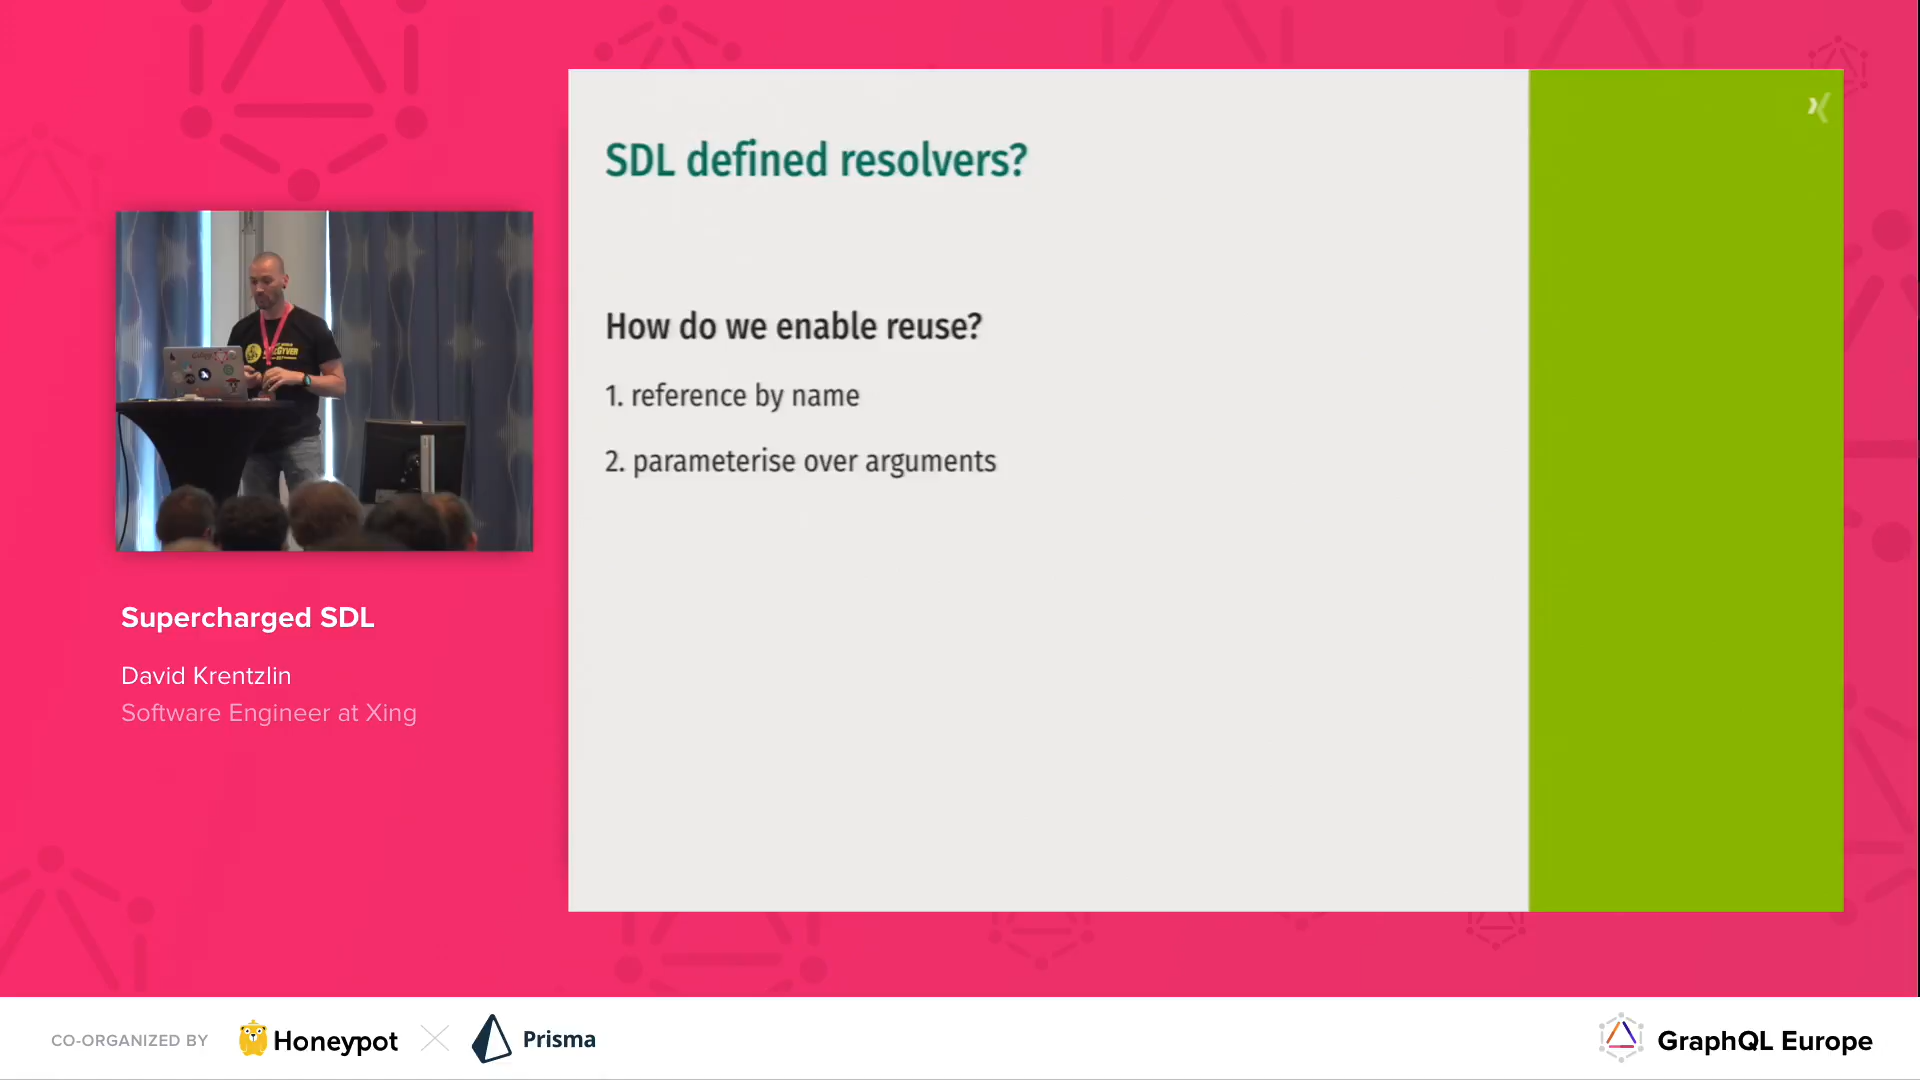 SDL defined resolvers?
How do we enable reuse?
1. reference by name
2. parameterise over arguments
Supercharged SDL
David Krentzlin
Software Engineer at Xing
CO-ORGANIZED BY
Honeypot
Prisma
GraphQL Europe